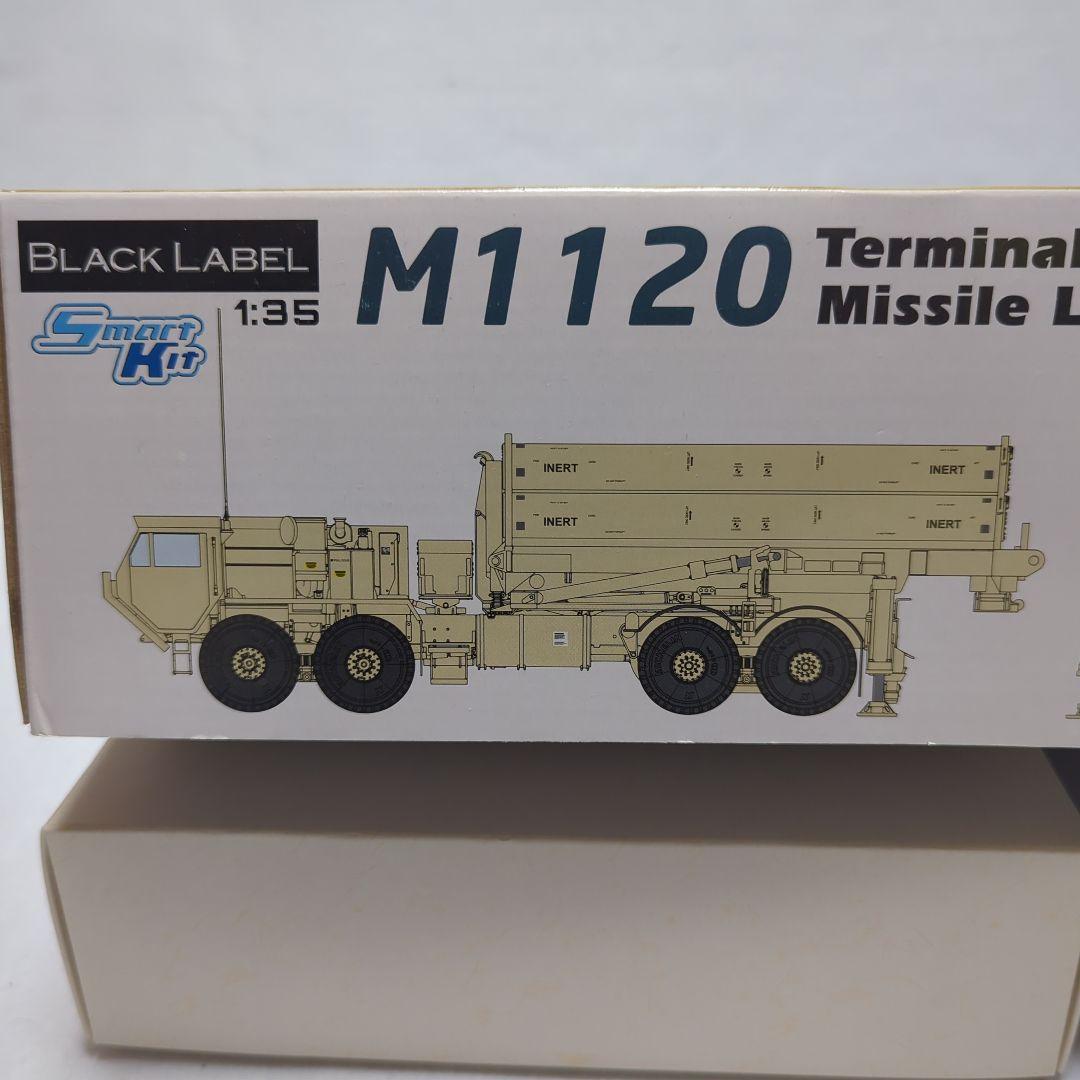 BLACK LABEL
1:35
Smart
Kit
M1120
Terminal
Missile L
INERT
INERT
INERT
INERT